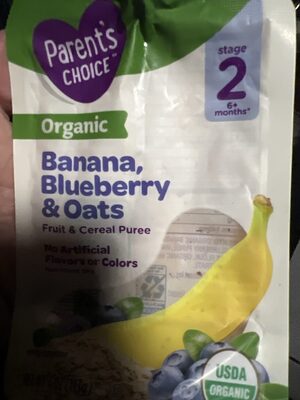 Parent's
CHOICE™
stage
2
6+
months*
Organic
Banana,
Blueberry
& Oats
Fruit & Cereal Puree
No Artificial
Flavors or Colors
USDA
ORGANIC